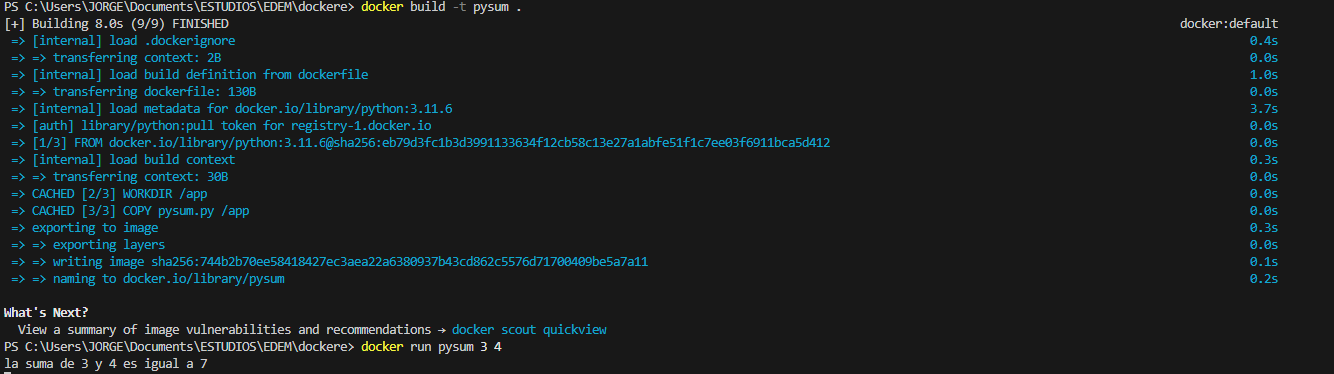 PS C:\Users\JORGE\Documents\ESTUDIOS\EDEM\dockere> docker build -t pysum .
[+] Building 8.0s (9/9) FINISHED docker:default
=> [internal] load .dockerignore 0.4s
=> => transferring context: 2B 0.0s
=> [internal] load build definition from dockerfile 1.0s
=> => transferring dockerfile: 130B 0.0s
=> [internal] load metadata for docker.io/library/python:3.11.6 3.7s
=> [auth] library/python:pull token for registry-1.docker.io 0.0s
=> [1/3] FROM docker.io/library/python:3.11.6@sha256:eb79d3fc1b3d3991133634f12cb58c13e27a1abfe51f1c7ee03f6911bca5d412 0.0s
=> [internal] load build context 0.3s
=> => transferring context: 30B 0.0s
=> CACHED [2/3] WORKDIR /app 0.0s
=> CACHED [3/3] COPY pysum.py /app 0.0s
=> exporting to image 0.3s
=> => exporting layers 0.0s
=> => writing image sha256:744b2b70ee58418427ec3aea22a6380937b43cd862c5576d71700409be5a7a11 0.1s
=> => naming to docker.io/library/pysum 0.2s
What's Next?
View a summary of image vulnerabilities and recommendations → docker scout quickview
PS C:\Users\JORGE\Documents\ESTUDIOS\EDEM\dockere> docker run pysum 3 4
la suma de 3 y 4 es igual a 7